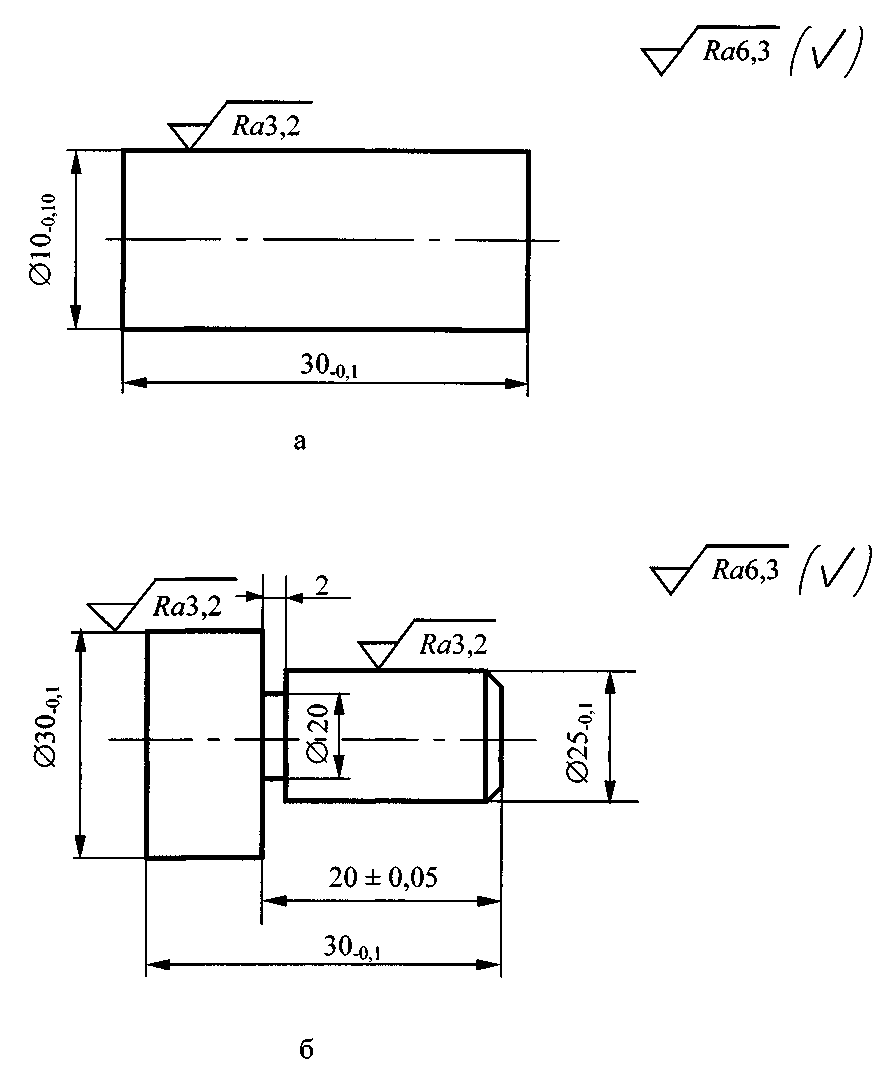 Ra6,3 (√)
Ra3,2
Ø10-0,10
30-0,1
а
Ra6,3 (√)
Ra3,2
2
Ra3,2
Ø30-0,1
Ø20
Ø25-0,1
20 ± 0,05
30-0,1
б